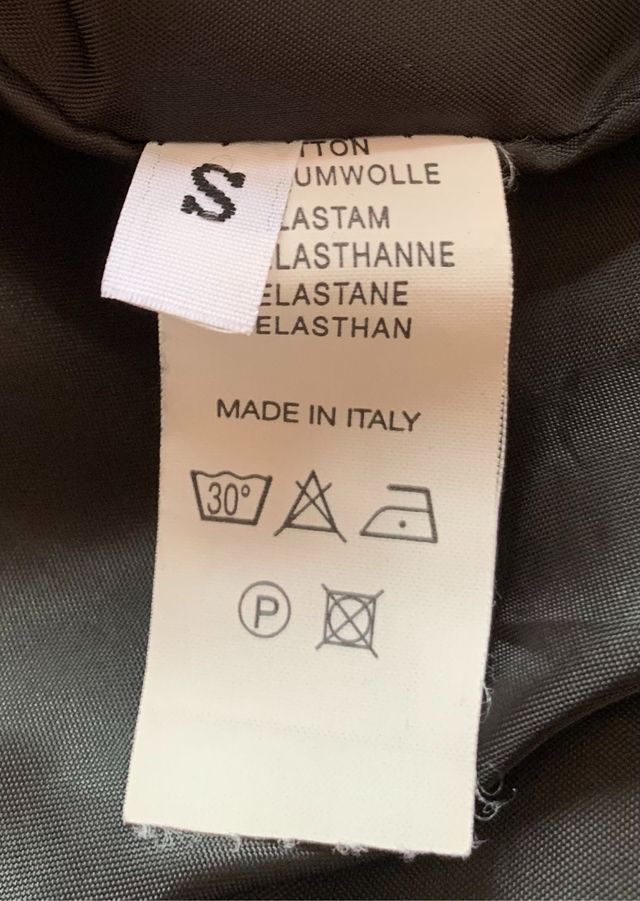 S
TTON
UMWOLLE
LASTAM
LASTHANNE
ELASTANE
ELASTHAN
MADE IN ITALY
30°
P